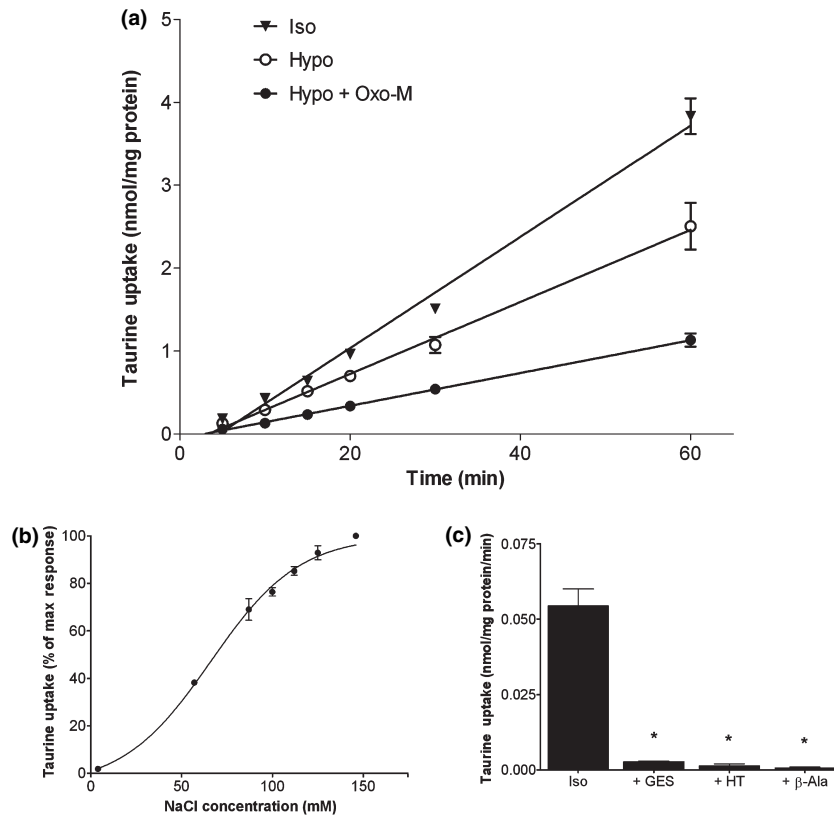 (a)
Iso
Hypo
Hypo + Oxo-M
Taurine uptake (nmol/mg protein)
5
4
3
2
1
0
0 20 40 60
Time (min)
(b)
Taurine uptake (% of max response)
100
80
60
40
20
0
0 50 100 150
NaCl concentration (mM)
(c)
Taurine uptake (nmol/mg protein/min)
0.075
0.050
0.025
0.000
* * *
Iso + GES + HT + β-Ala